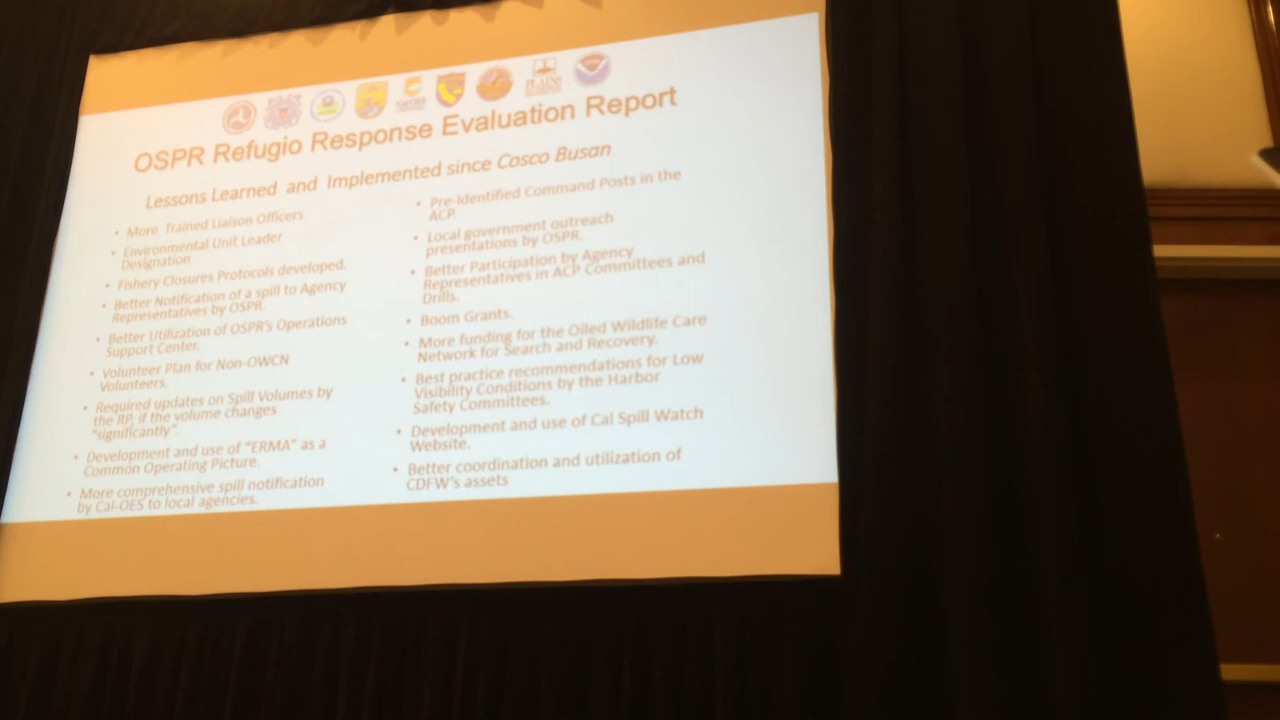 OSPR Refugio Response Evaluation Report
Lessons Learned and Implemented since Cosco Busan
• More Trained Liaison Officers
• Environmental Unit Leader
Designation
• Fishery Closures Protocols developed.
• Better Notification of a spill to Agency
Representatives by OSPR.
• Better Utilization of OSPR's Operations
Support Center.
• Volunteer Plan for Non-OWCN
Volunteers.
• Required updates on Spill Volumes by
the RP, if the volume changes
"significantly".
• Development and use of "ERMA" as a
Common Operating Picture.
• More comprehensive spill notification
by Cal-OES to local agencies.
• Pre-Identified Command Posts in the
ACP.
• Local government outreach
presentations by OSPR.
• Better Participation by Agency
Representatives in ACP Committees and
Drills.
• Boom Grants.
• More funding for the Oiled Wildlife Care
Network for Search and Recovery.
• Best practice recommendations for Low
Visibility Conditions by the Harbor
Safety Committees.
• Development and use of Cal Spill Watch
Website.
• Better coordination and utilization of
CDFW's assets